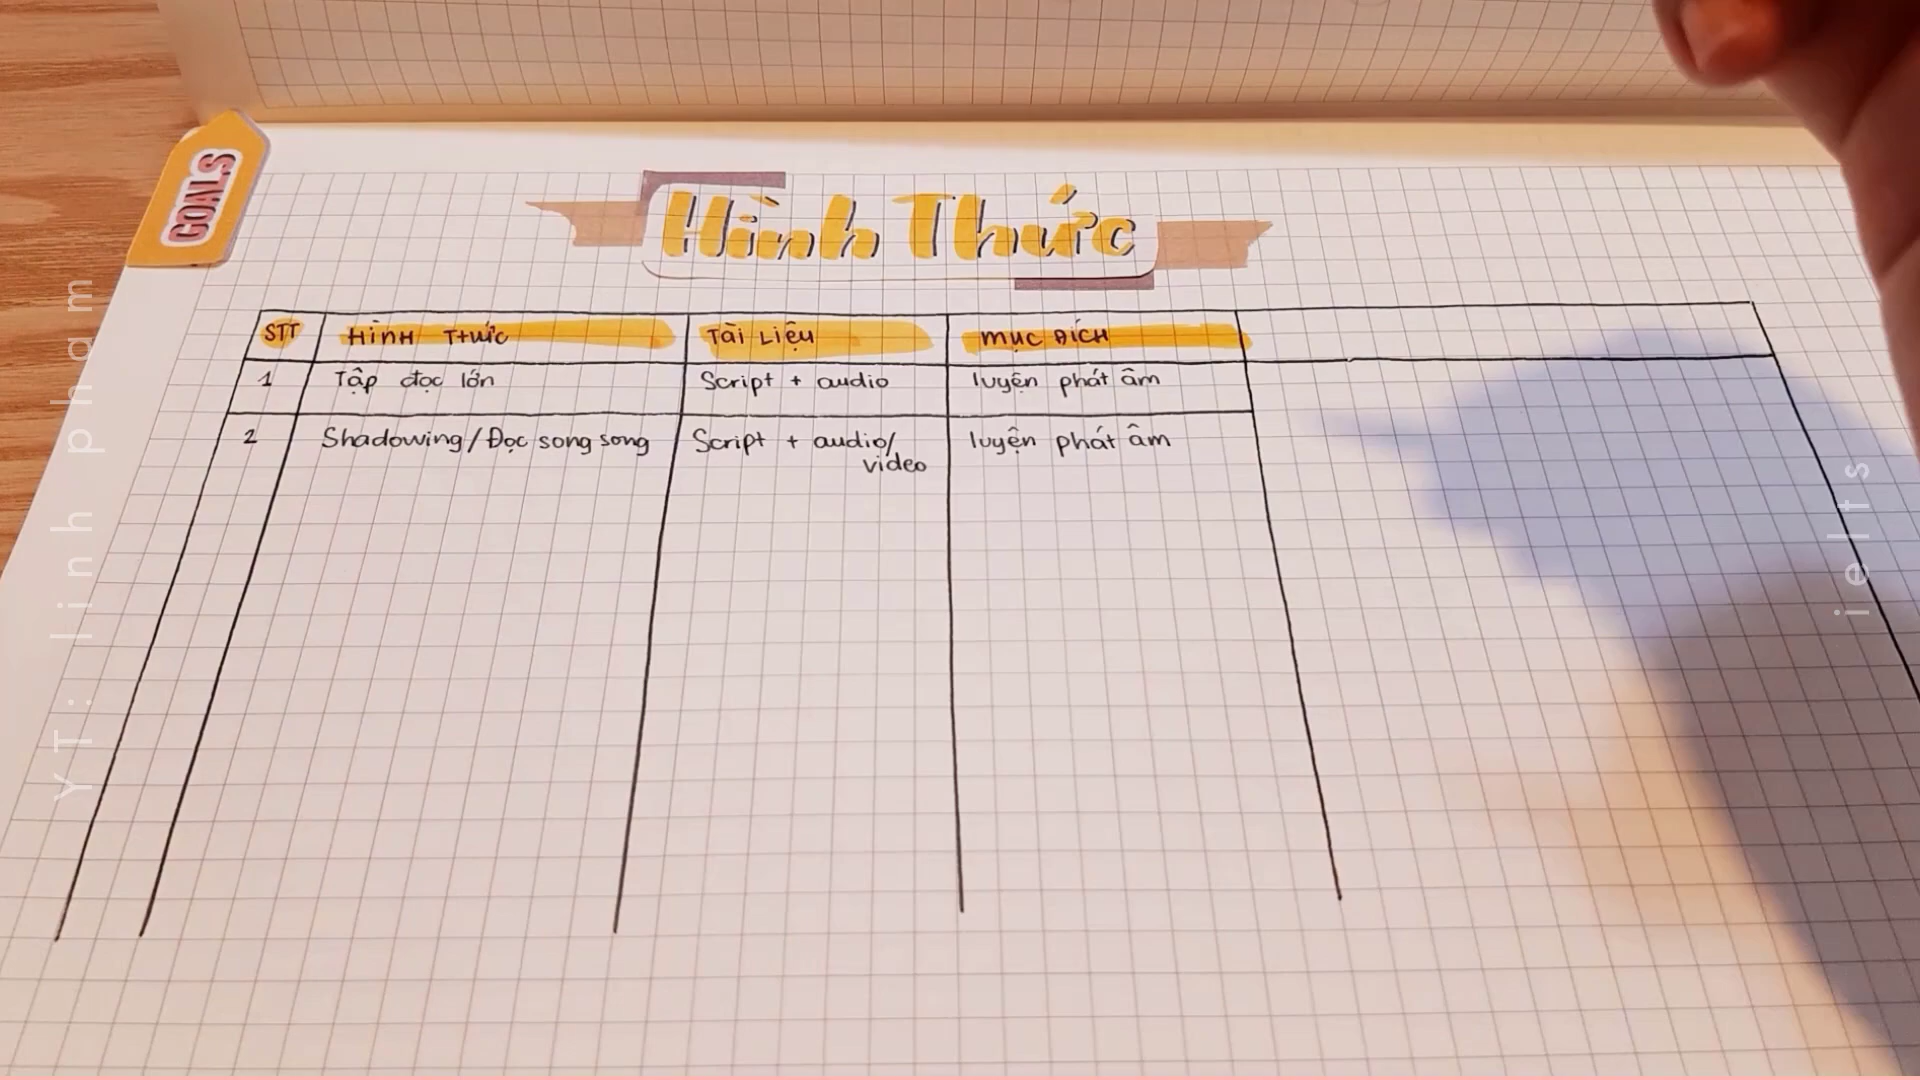 GOALS
Hình Thức
STT Hình Thức Tài Liệu MỤC ĐÍCH
1 Tập đọc lớn Script + audio luyện phát âm
2 Shadowing/Đọc song song Script + audio/ luyện phát âm
video
YT: linh pham
ielts